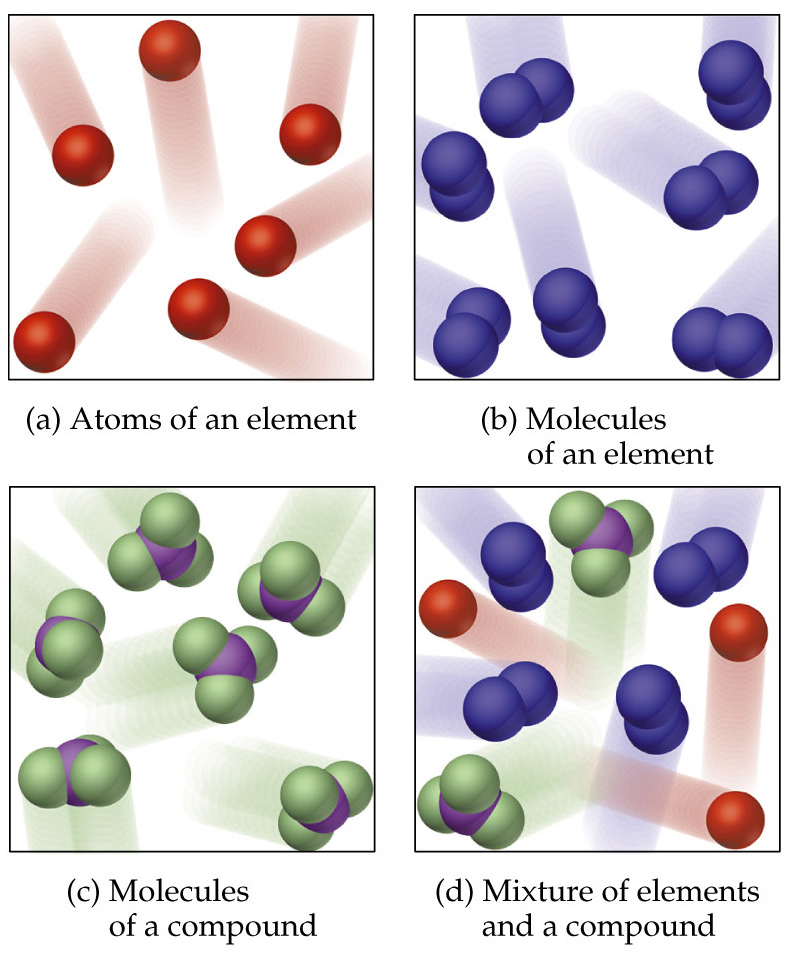 (a) Atoms of an element
(b) Molecules
of an element
(c) Molecules
of a compound
(d) Mixture of elements
and a compound